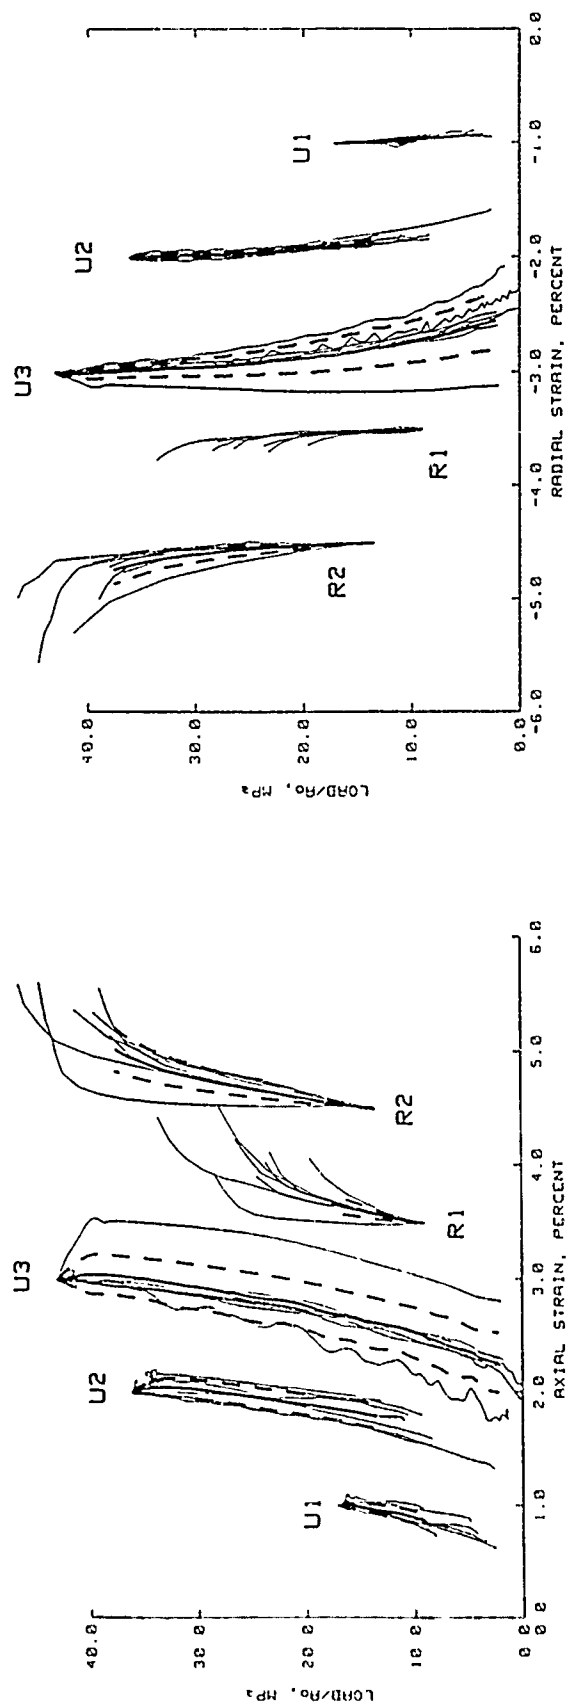 U3
U2
U1
R2
R1
40.0
30.0
20.0
10.0
LOAD/Ao, MPa
0.0 1.0 2.0 3.0 4.0 5.0 6.0
AXIAL STRAIN, PERCENT
U3
U2
U1
R2
R1
40.0
30.0
20.0
10.0
0.0
LOAD/Ao, MPa
-6.0 -5.0 -4.0 -3.0 -2.0 -1.0 0.0
RADIAL STRAIN, PERCENT